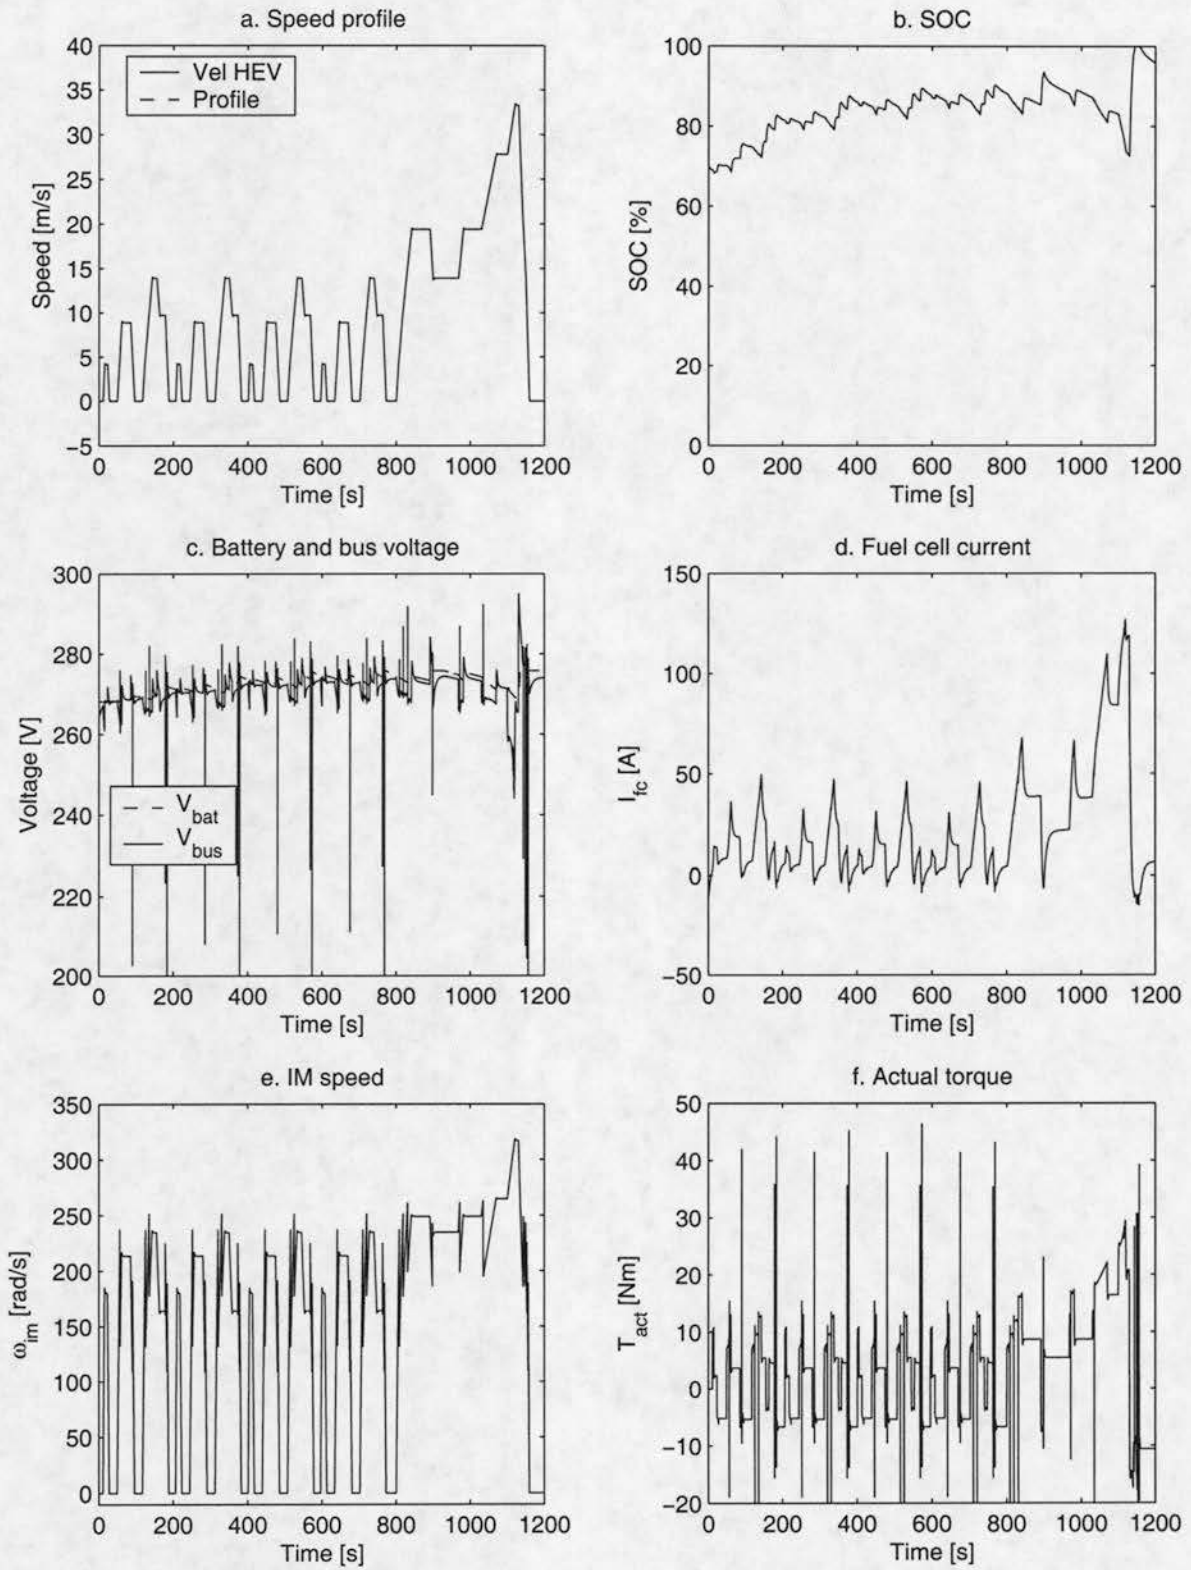 a. Speed profile
40
35
30
25
20
15
10
5
0
−5
Speed [m/s]
Vel HEV
Profile
0 200 400 600 800 1000 1200
Time [s]
b. SOC
100
80
60
40
20
0
SOC [%]
0 200 400 600 800 1000 1200
Time [s]
c. Battery and bus voltage
300
280
260
240
220
200
Voltage [V]
V_bat
V_bus
0 200 400 600 800 1000 1200
Time [s]
d. Fuel cell current
150
100
50
0
−50
I_fc [A]
0 200 400 600 800 1000 1200
Time [s]
e. IM speed
350
300
250
200
150
100
50
0
ω_im [rad/s]
0 200 400 600 800 1000 1200
Time [s]
f. Actual torque
50
40
30
20
10
0
−10
−20
T_act [Nm]
0 200 400 600 800 1000 1200
Time [s]